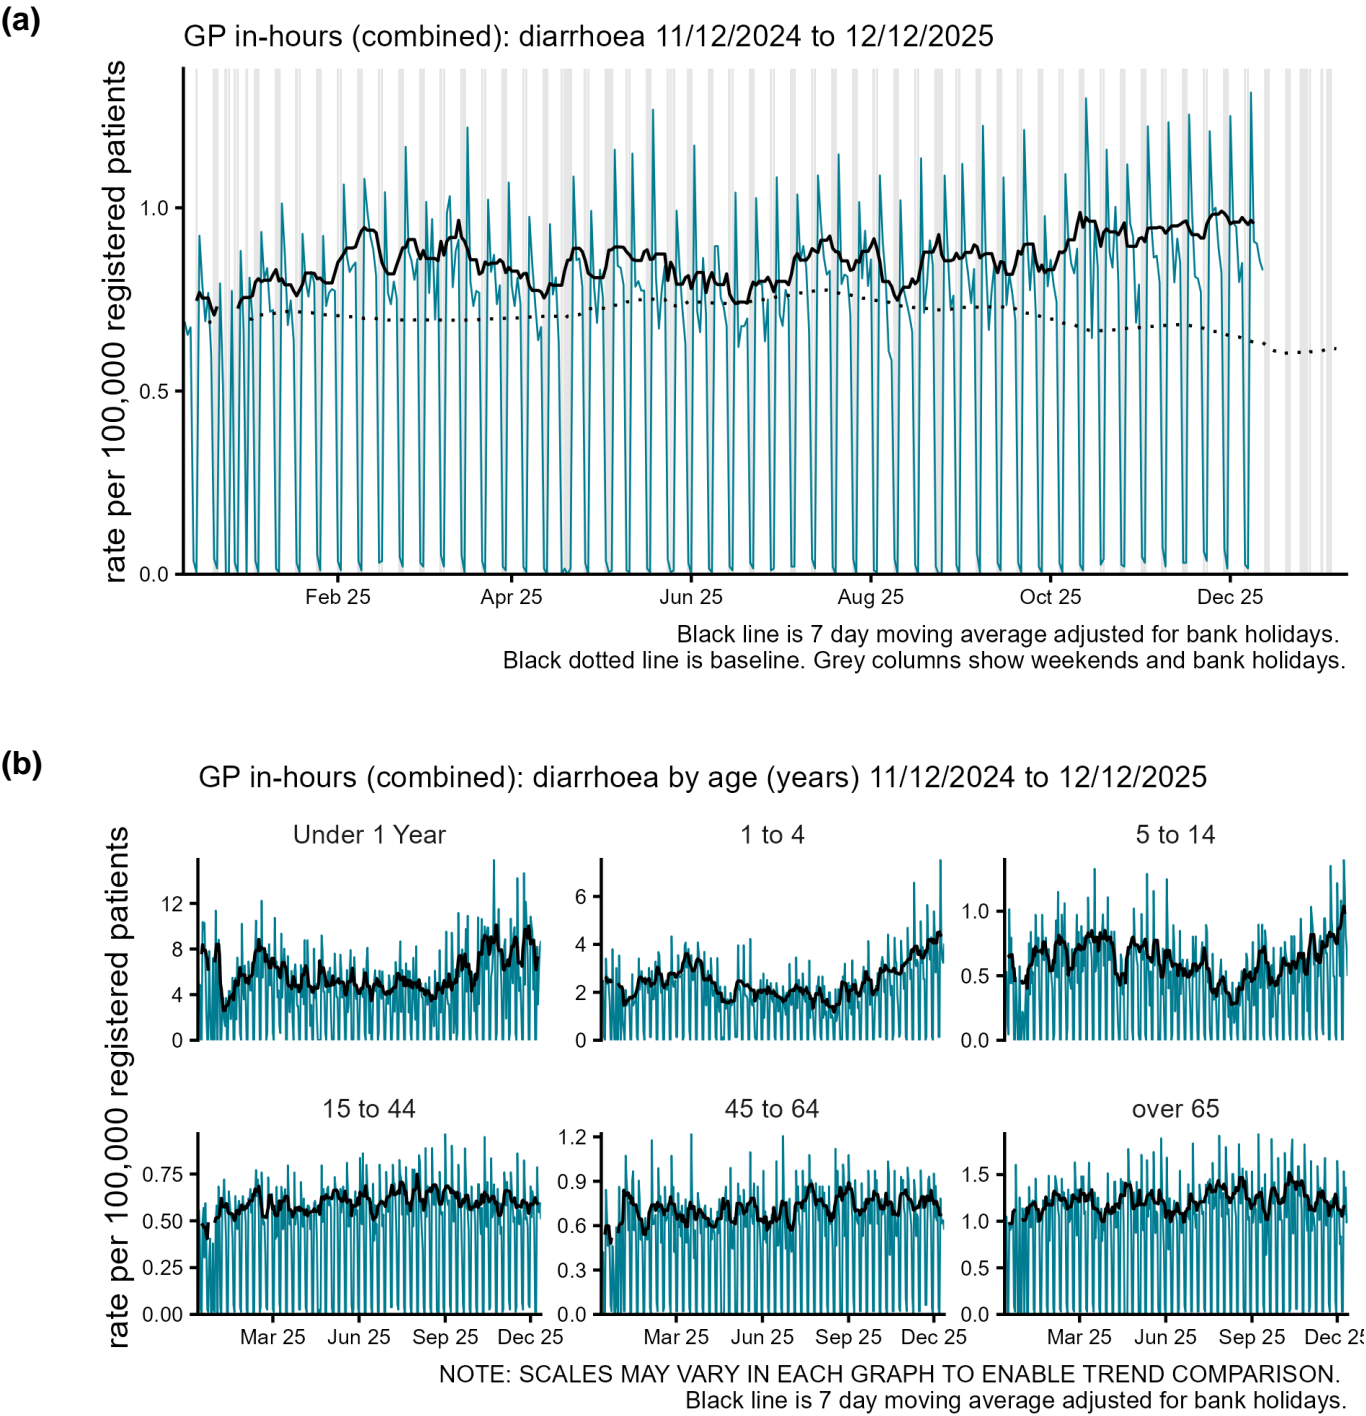 (a)
GP in-hours (combined): diarrhoea 11/12/2024 to 12/12/2025
rate per 100,000 registered patients
1.0
0.5
0.0
Feb 25
Apr 25
Jun 25
Aug 25
Oct 25
Dec 25
Black line is 7 day moving average adjusted for bank holidays.
Black dotted line is baseline. Grey columns show weekends and bank holidays.
(b)
GP in-hours (combined): diarrhoea by age (years) 11/12/2024 to 12/12/2025
rate per 100,000 registered patients
Under 1 Year
12
8
4
0
1 to 4
6
4
2
0
5 to 14
1.0
0.5
0.0
15 to 44
0.75
0.50
0.25
0.00
Mar 25
Jun 25
Sep 25
Dec 25
45 to 64
1.2
0.9
0.6
0.3
0.0
Mar 25
Jun 25
Sep 25
Dec 25
over 65
1.5
1.0
0.5
0.0
Mar 25
Jun 25
Sep 25
Dec 25
NOTE: SCALES MAY VARY IN EACH GRAPH TO ENABLE TREND COMPARISON.
Black line is 7 day moving average adjusted for bank holidays.